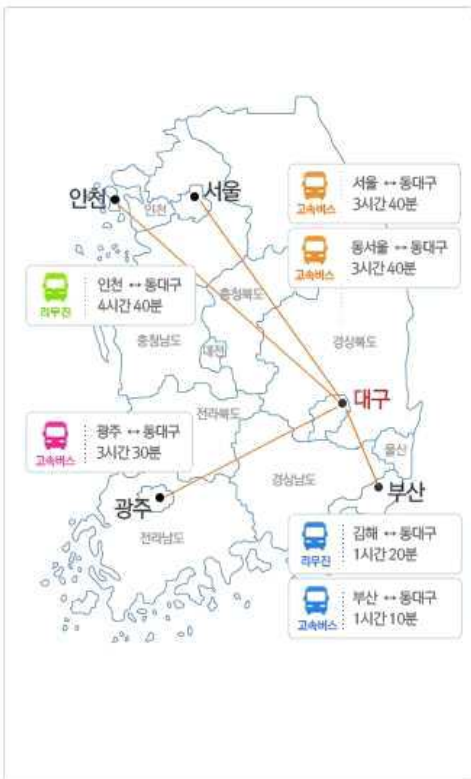 서울 ↔ 동대구
고속버스
3시간 40분
인천
서울
인천
동서울 ↔ 동대구
고속버스
3시간 40분
인천 ↔ 동대구
리무진
4시간 40분
충청북도
충청남도
대전
경상북도
대구
전라북도
광주 ↔ 동대구
고속버스
3시간 30분
울산
경상남도
부산
광주
전라남도
김해 ↔ 동대구
리무진
1시간 20분
부산 ↔ 동대구
고속버스
1시간 10분